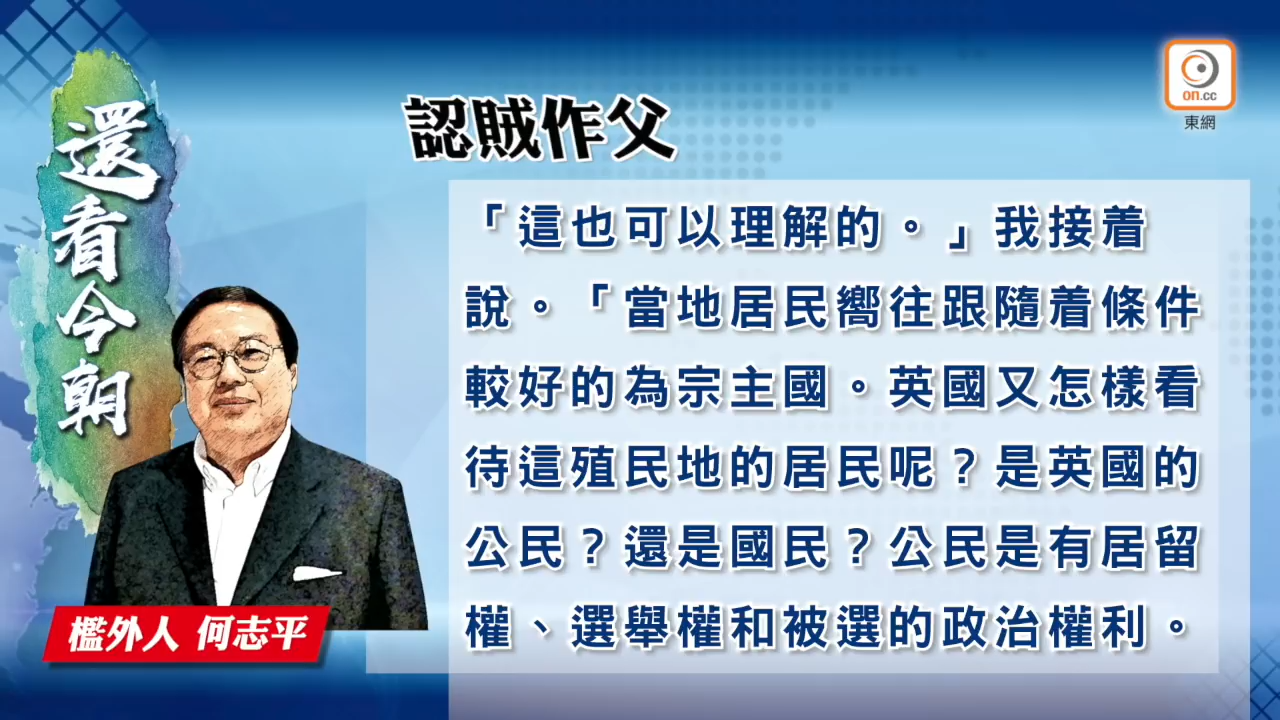 還看今朝
認賊作父
on.cc
東網
「這也可以理解的。」我接着
說。「當地居民嚮往跟隨着條件
較好的為宗主國。英國又怎樣看
待這殖民地的居民呢？是英國的
公民？還是國民？公民是有居留
權、選舉權和被選的政治權利。
檻外人 何志平